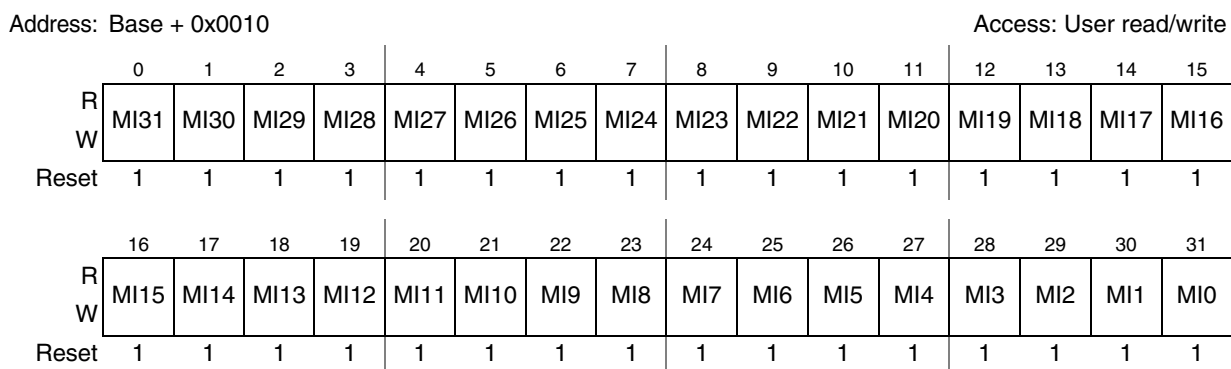 Address: Base + 0x0010 Access: User read/write
0 1 2 3 4 5 6 7 8 9 10 11 12 13 14 15
R
W
MI31 MI30 MI29 MI28 MI27 MI26 MI25 MI24 MI23 MI22 MI21 MI20 MI19 MI18 MI17 MI16
Reset 1 1 1 1 1 1 1 1 1 1 1 1 1 1 1 1
16 17 18 19 20 21 22 23 24 25 26 27 28 29 30 31
R
W
MI15 MI14 MI13 MI12 MI11 MI10 MI9 MI8 MI7 MI6 MI5 MI4 MI3 MI2 MI1 MI0
Reset 1 1 1 1 1 1 1 1 1 1 1 1 1 1 1 1